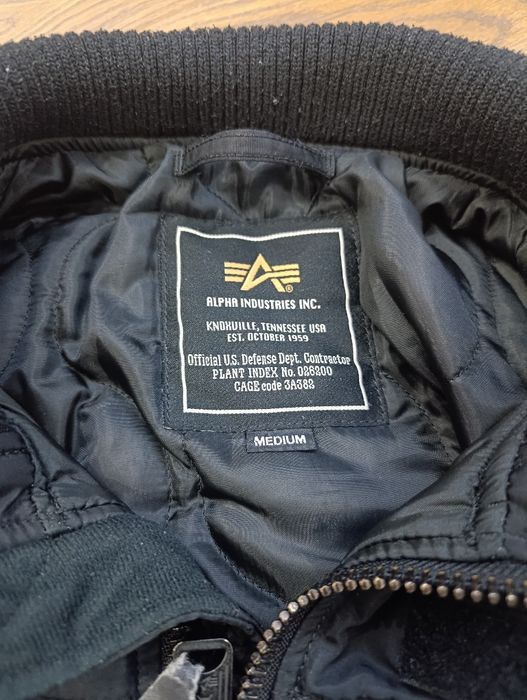 ALPHA INDUSTRIES INC.
KNOXVILLE, TENNESSEE USA
EST. OCTOBER 1959
Official U.S. Defense Dept. Contractor
PLANT INDEX No. 026200
CAGE code 3A382
MEDIUM